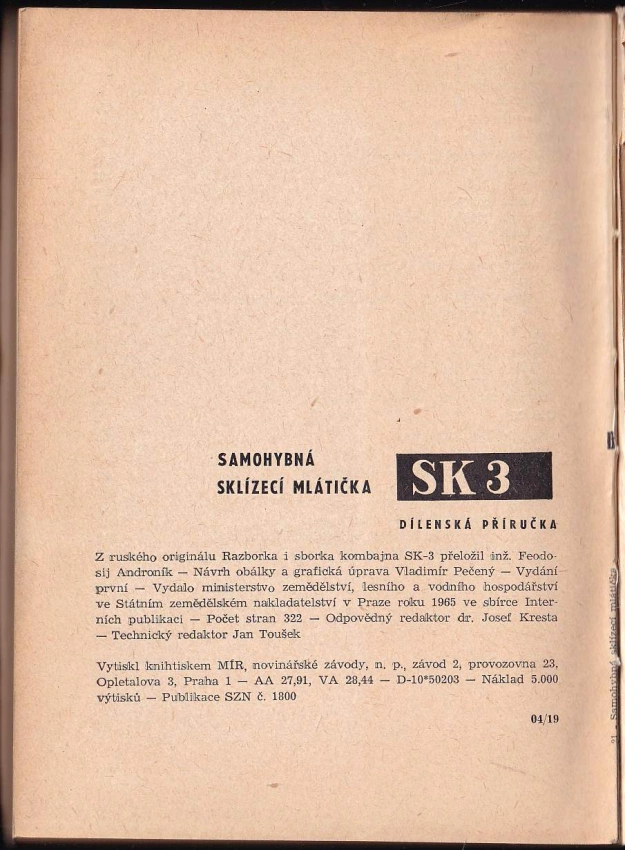 SAMOHYBNÁ
SKLÍZECÍ MLÁTIČKA
SK 3
DÍLENSKÁ PŘÍRUČKA
Z ruského originálu Razborka i sborka kombajna SK-3 přeložil inž. Feodo-
sij Androník — Návrh obálky a grafická úprava Vladimír Pečený — Vydání
první — Vydalo ministerstvo zemědělství, lesního a vodního hospodářství
ve Státním zemědělském nakladatelství v Praze roku 1965 ve sbírce Inter-
ních publikací — Počet stran 322 — Odpovědný redaktor dr. Josef Kresta
— Technický redaktor Jan Toušek
Vytiskl knihtiskem MÍR, novinářské závody, n. p., závod 2, provozovna 23,
Opletalova 3, Praha 1 — AA 27,91, VA 28,44 — D-10*50203 — Náklad 5.000
výtisků — Publikace SZN č. 1800
04/19
21 - Samohybná sklízecí mlátička